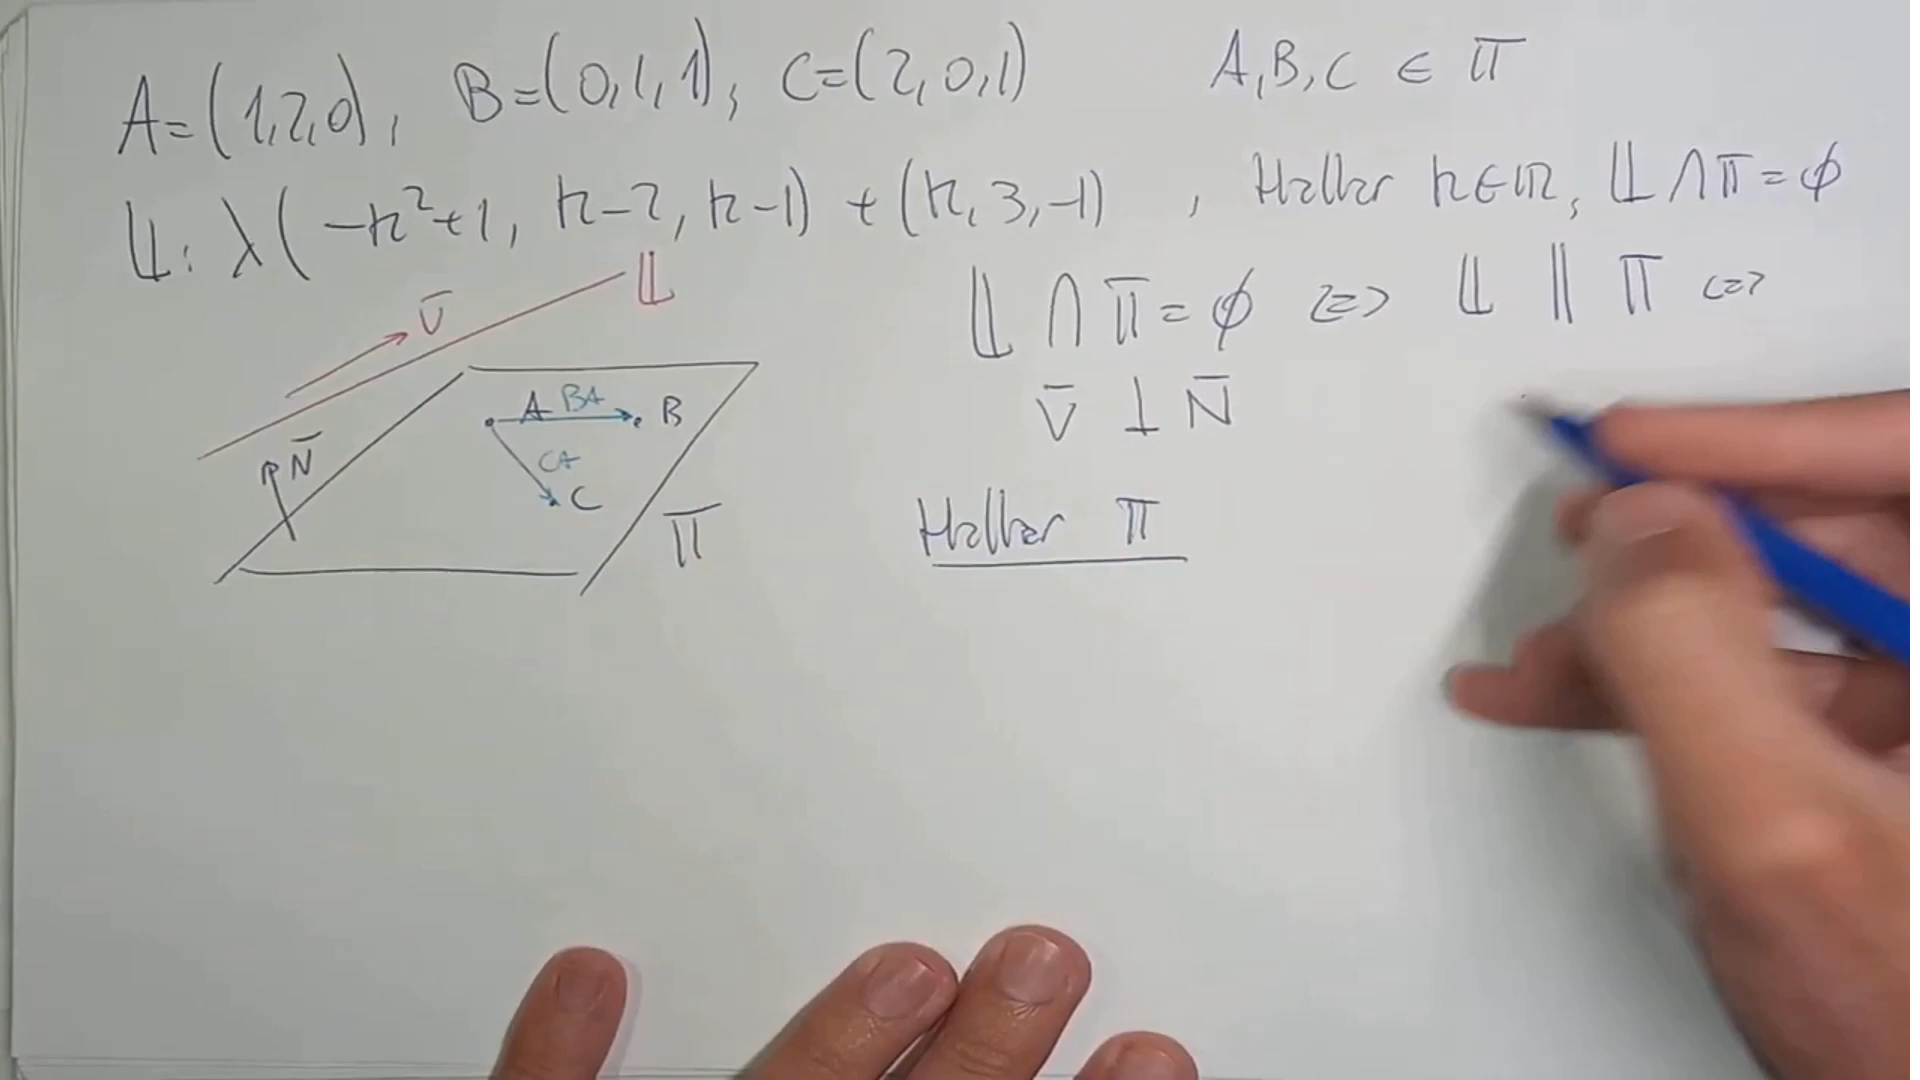 A=(1,2,0), B=(0,1,1), C=(2,0,1) A,B,C ∈ Π
𝕃: λ(-k²+1, k-2, k-1) + (k,3,-1) , Hallar k∈ℝ, 𝕃∩Π=∅
𝕃∩Π=∅ ⇔ 𝕃 ∥ Π ⇔
V̄ ⊥ N̄
Hallar Π
𝕃
V̄
N̄
A BA B
CA
C
Π